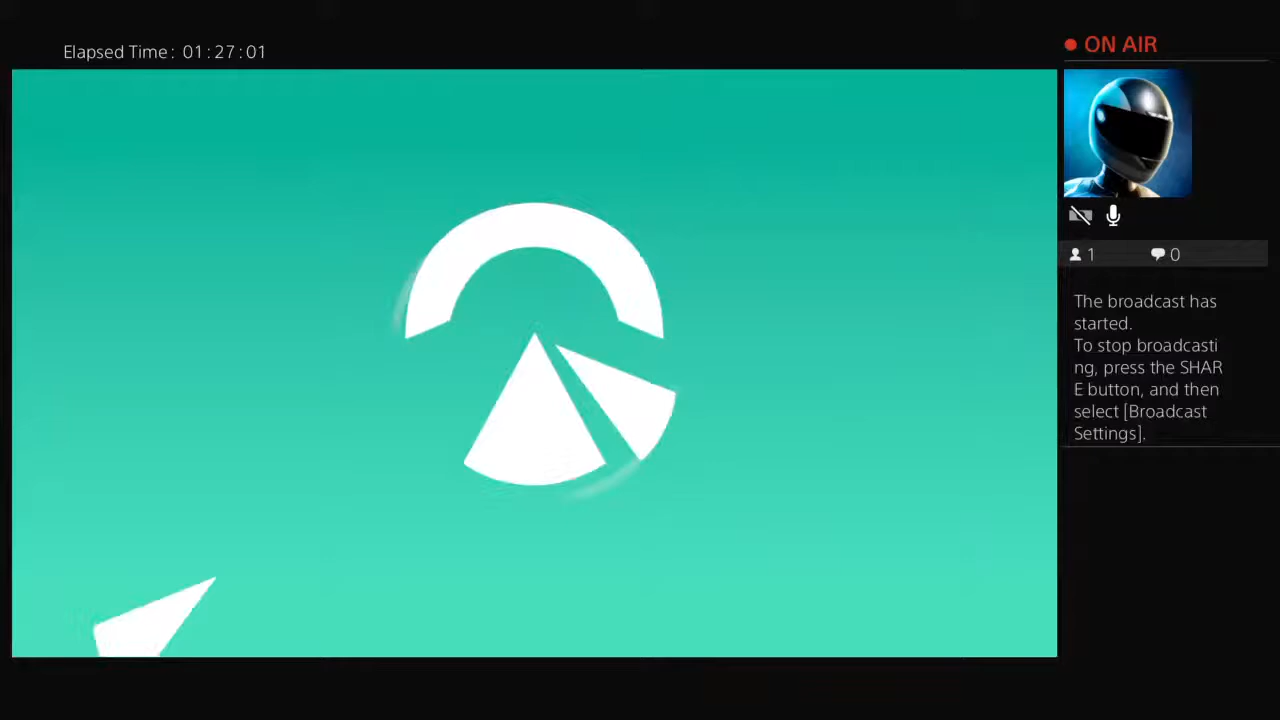 Elapsed Time: 01:27:01
ON AIR
1
0
The broadcast has
started.
To stop broadcasti
ng, press the SHAR
E button, and then
select [Broadcast
Settings].